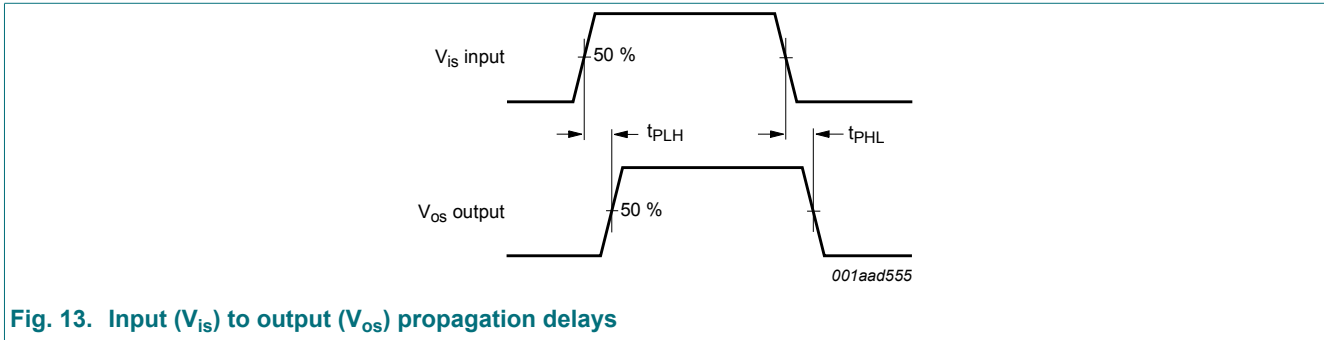 V_is input
50 %
t_PLH
t_PHL
V_os output
50 %
001aad555
Fig. 13. Input (V_is) to output (V_os) propagation delays